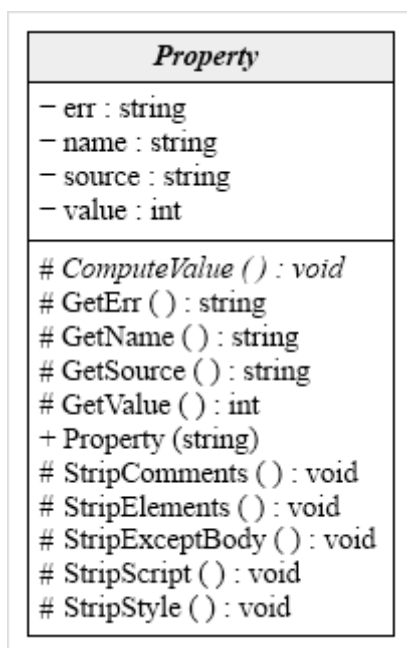 Property
− err : string
− name : string
− source : string
− value : int
# ComputeValue ( ) : void
# GetErr ( ) : string
# GetName ( ) : string
# GetSource ( ) : string
# GetValue ( ) : int
+ Property (string)
# StripComments ( ) : void
# StripElements ( ) : void
# StripExceptBody ( ) : void
# StripScript ( ) : void
# StripStyle ( ) : void